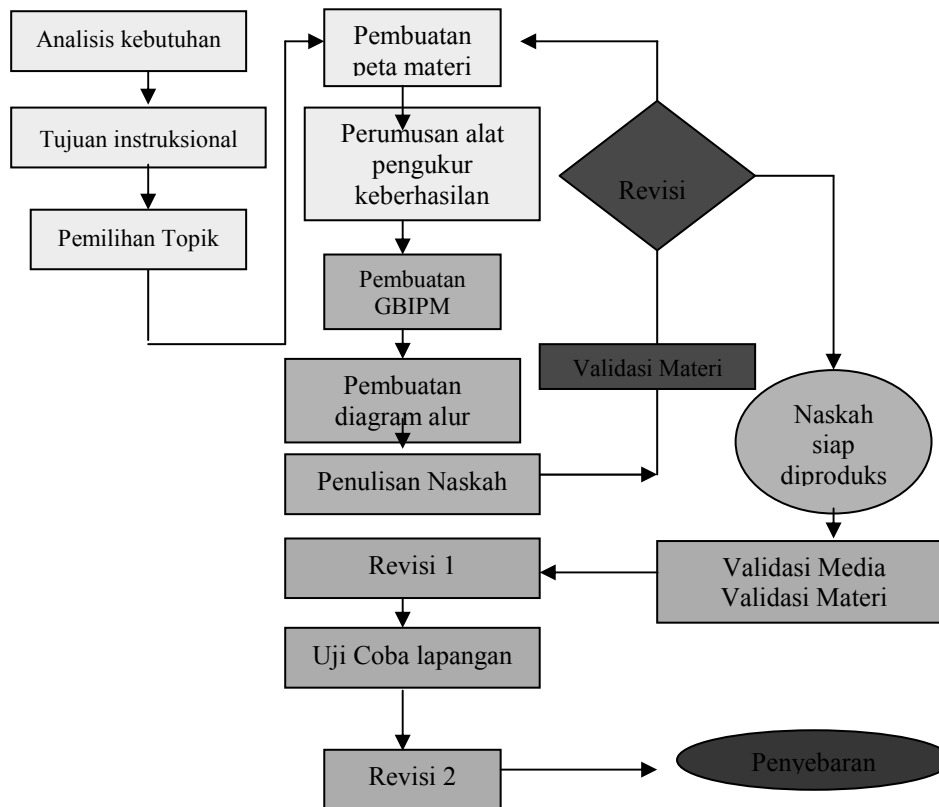 Analisis kebutuhan
Tujuan instruksional
Pemilihan Topik
Pembuatan
peta materi
Perumusan alat
pengukur
keberhasilan
Pembuatan
GBIPM
Pembuatan
diagram alur
Penulisan Naskah
Validasi Materi
Revisi
Naskah
siap
diproduks
Validasi Media
Validasi Materi
Revisi 1
Uji Coba lapangan
Revisi 2
Penyebaran